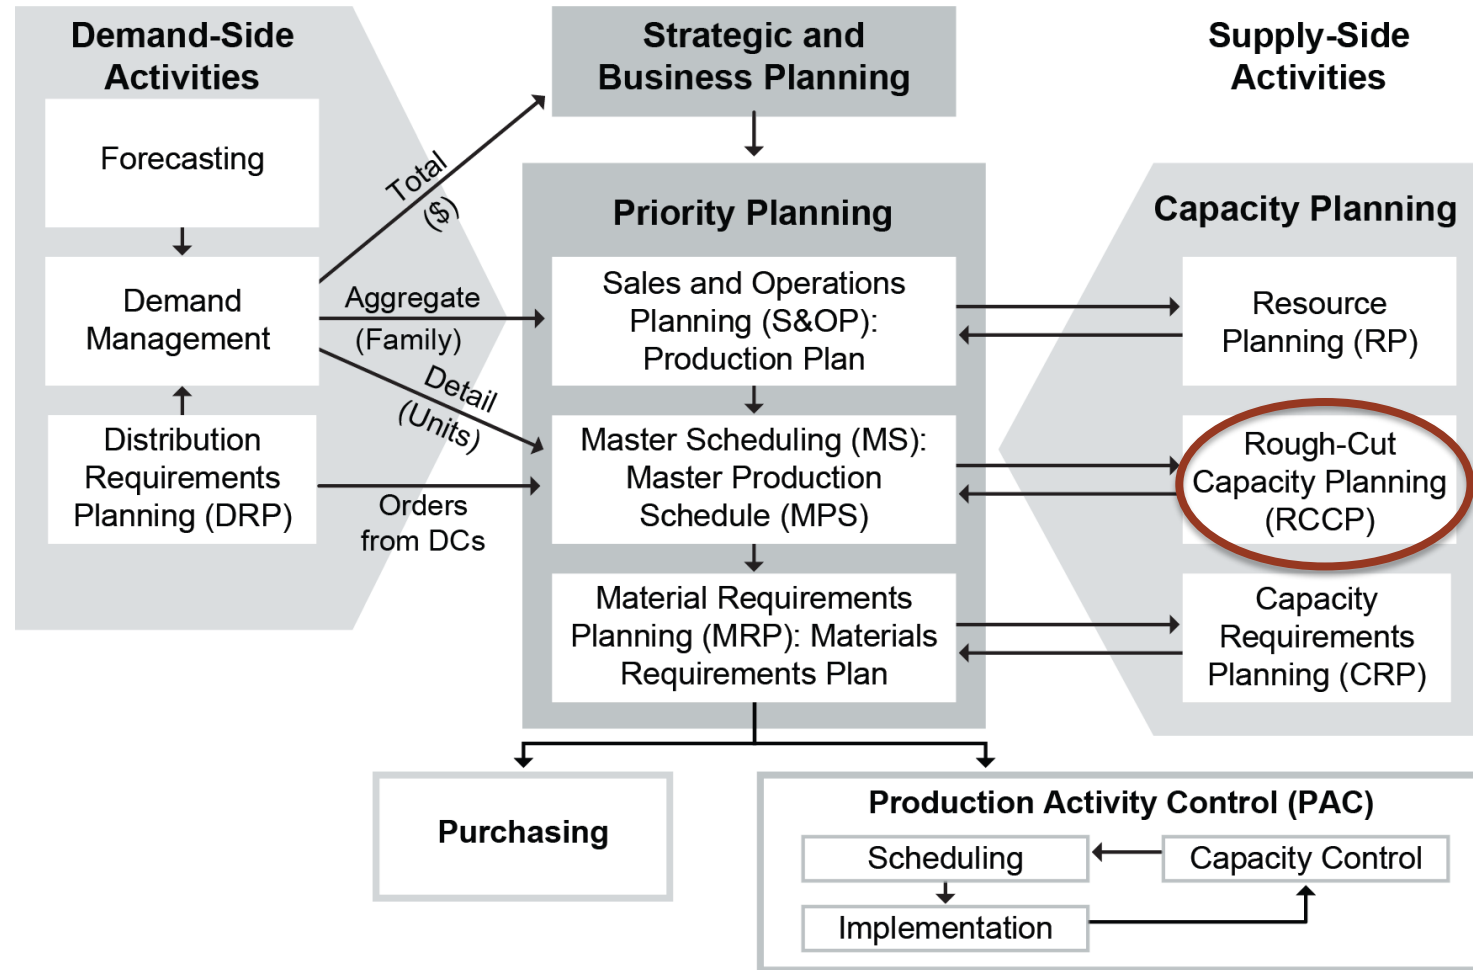 Demand-Side
Activities
Forecasting
Demand
Management
Distribution
Requirements
Planning (DRP)
Total
($)
Aggregate
(Family)
Detail
(Units)
Orders
from DCs
Strategic and
Business Planning
Priority Planning
Sales and Operations
Planning (S&OP):
Production Plan
Master Scheduling (MS):
Master Production
Schedule (MPS)
Material Requirements
Planning (MRP): Materials
Requirements Plan
Supply-Side
Activities
Capacity Planning
Resource
Planning (RP)
Rough-Cut
Capacity Planning
(RCCP)
Capacity
Requirements
Planning (CRP)
Purchasing
Production Activity Control (PAC)
Scheduling
Capacity Control
Implementation